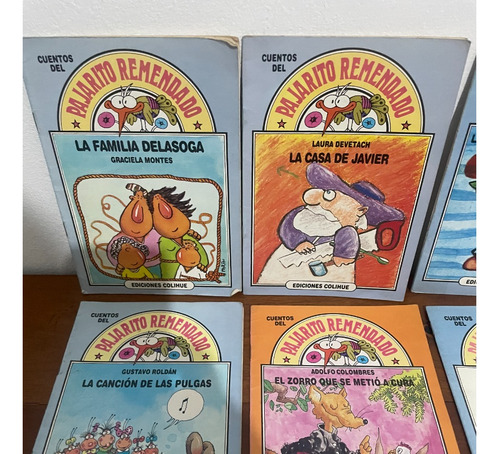 CUENTOS
DEL
PAJARITO REMENDADO
LA FAMILIA DELASOGA
GRACIELA MONTES
EDICIONES COLIHUE
CUENTOS
DEL
PAJARITO REMENDADO
LAURA DEVETACH
LA CASA DE JAVIER
EDICIONES COLIHUE
CUENTOS
DEL
PAJARITO REMENDADO
GUSTAVO ROLDÁN
LA CANCIÓN DE LAS PULGAS
CUENTOS
DEL
PAJARITO REMENDADO
ADOLFO COLOMBRES
EL ZORRO QUE SE METIÓ A CURA